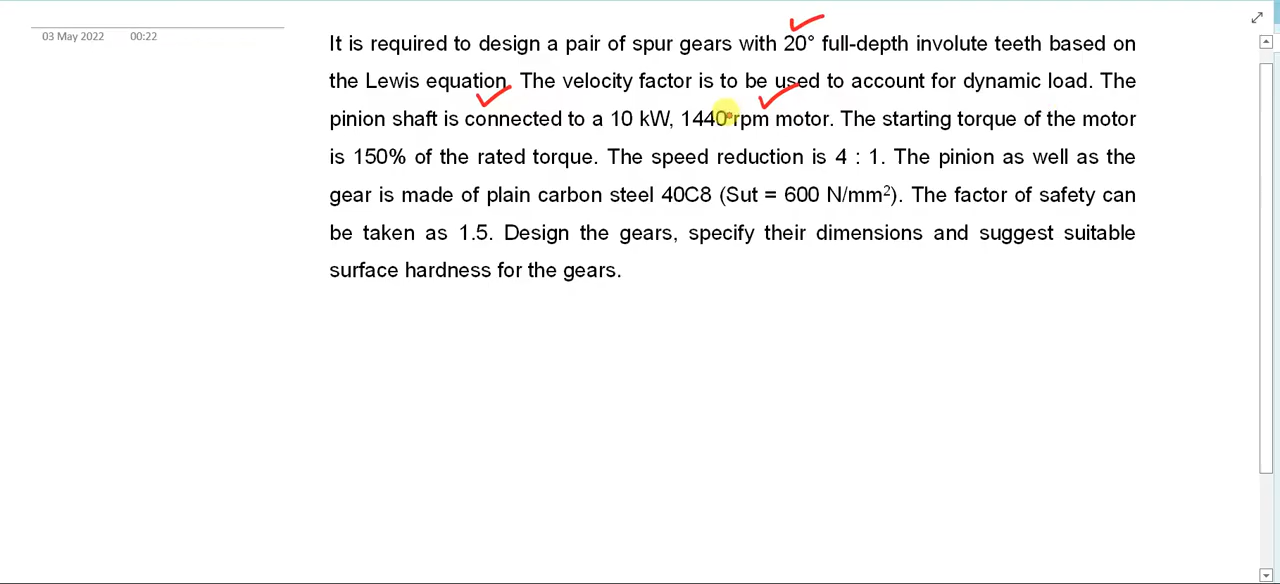 03 May 2022 00:22
It is required to design a pair of spur gears with 20° full-depth involute teeth based on
the Lewis equation. The velocity factor is to be used to account for dynamic load. The
pinion shaft is connected to a 10 kW, 1440 rpm motor. The starting torque of the motor
is 150% of the rated torque. The speed reduction is 4 : 1. The pinion as well as the
gear is made of plain carbon steel 40C8 (Sut = 600 N/mm²). The factor of safety can
be taken as 1.5. Design the gears, specify their dimensions and suggest suitable
surface hardness for the gears.